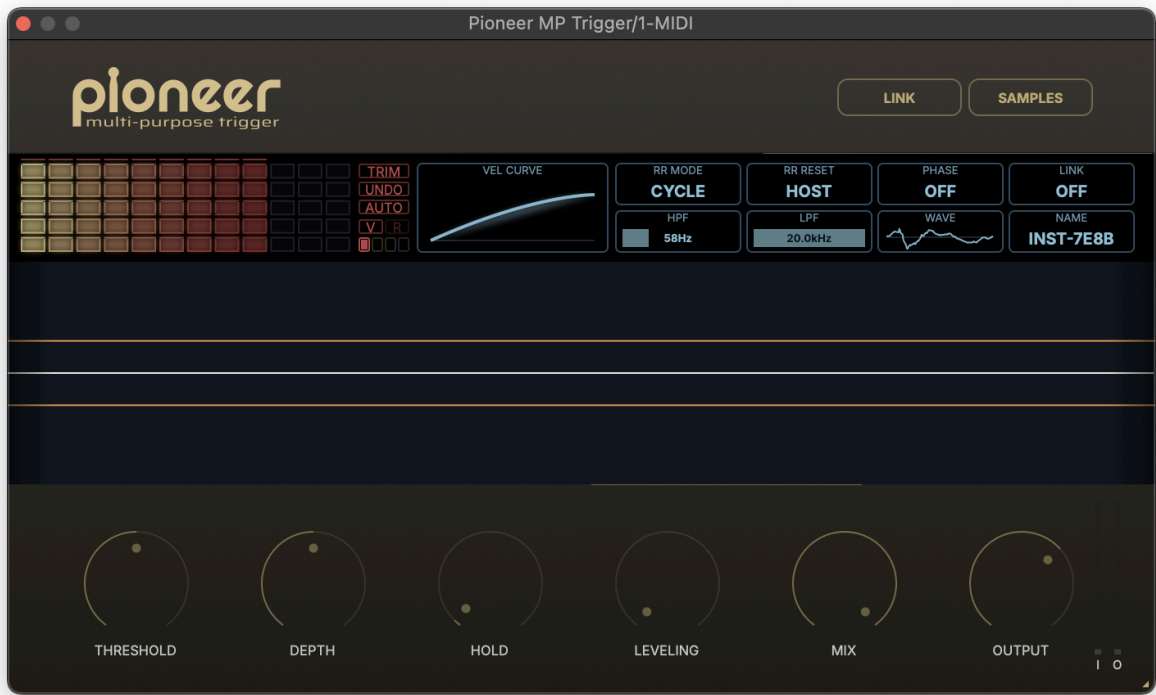 Pioneer MP Trigger/1-MIDI
pioneer
multi-purpose trigger
LINK
SAMPLES
TRIM
UNDO
AUTO
V R
VEL CURVE
RR MODE
CYCLE
RR RESET
HOST
PHASE
OFF
LINK
OFF
HPF
58Hz
LPF
20.0kHz
WAVE
NAME
INST-7E8B
THRESHOLD
DEPTH
HOLD
LEVELING
MIX
OUTPUT
I O